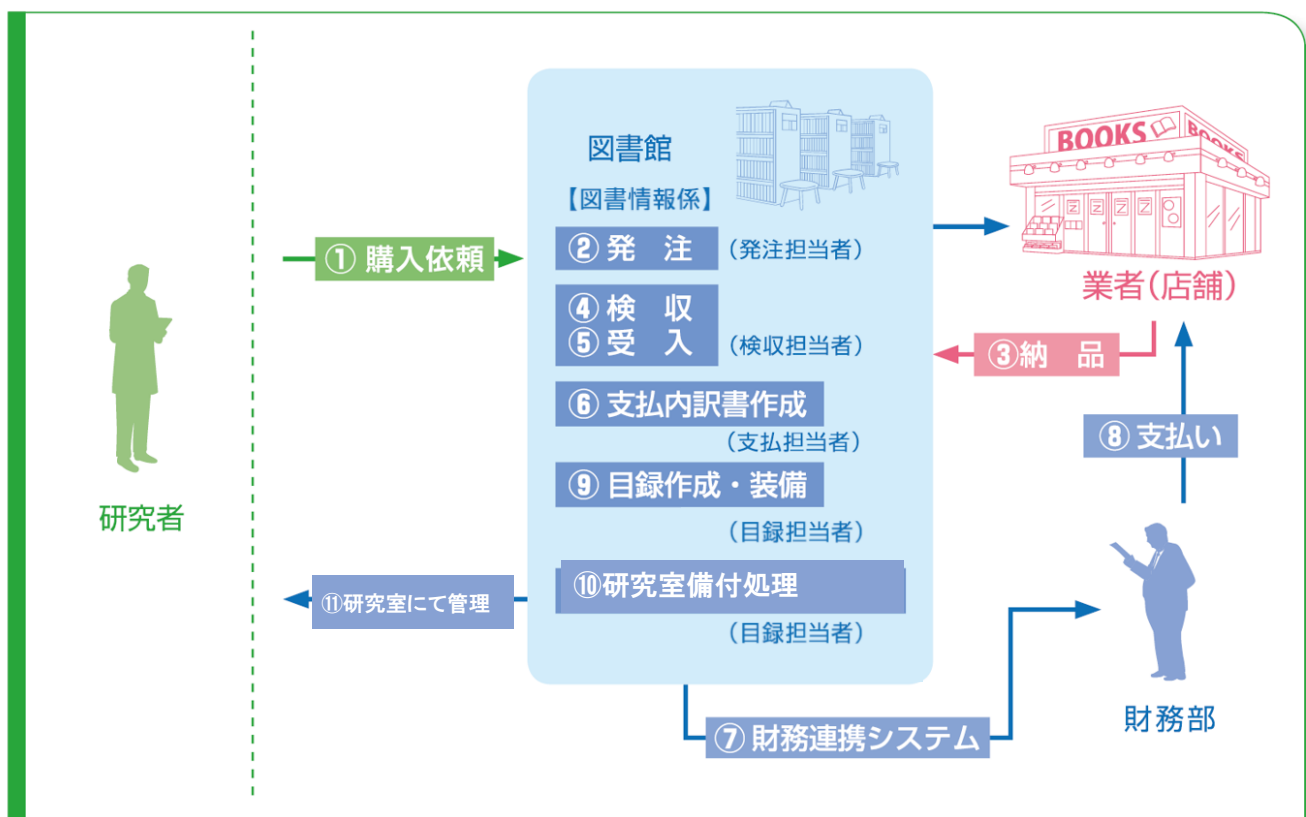 図書館
【図書情報係】
① 購入依頼
② 発　注
(発注担当者)
④ 検　収
⑤ 受　入
(検収担当者)
⑥ 支払内訳書作成
(支払担当者)
⑨ 目録作成・装備
(目録担当者)
⑩研究室備付処理
(目録担当者)
⑪研究室にて管理
研究者
BOOKS
BOOKS
業者(店舗)
③納　品
⑧ 支払い
財務部
⑦ 財務連携システム